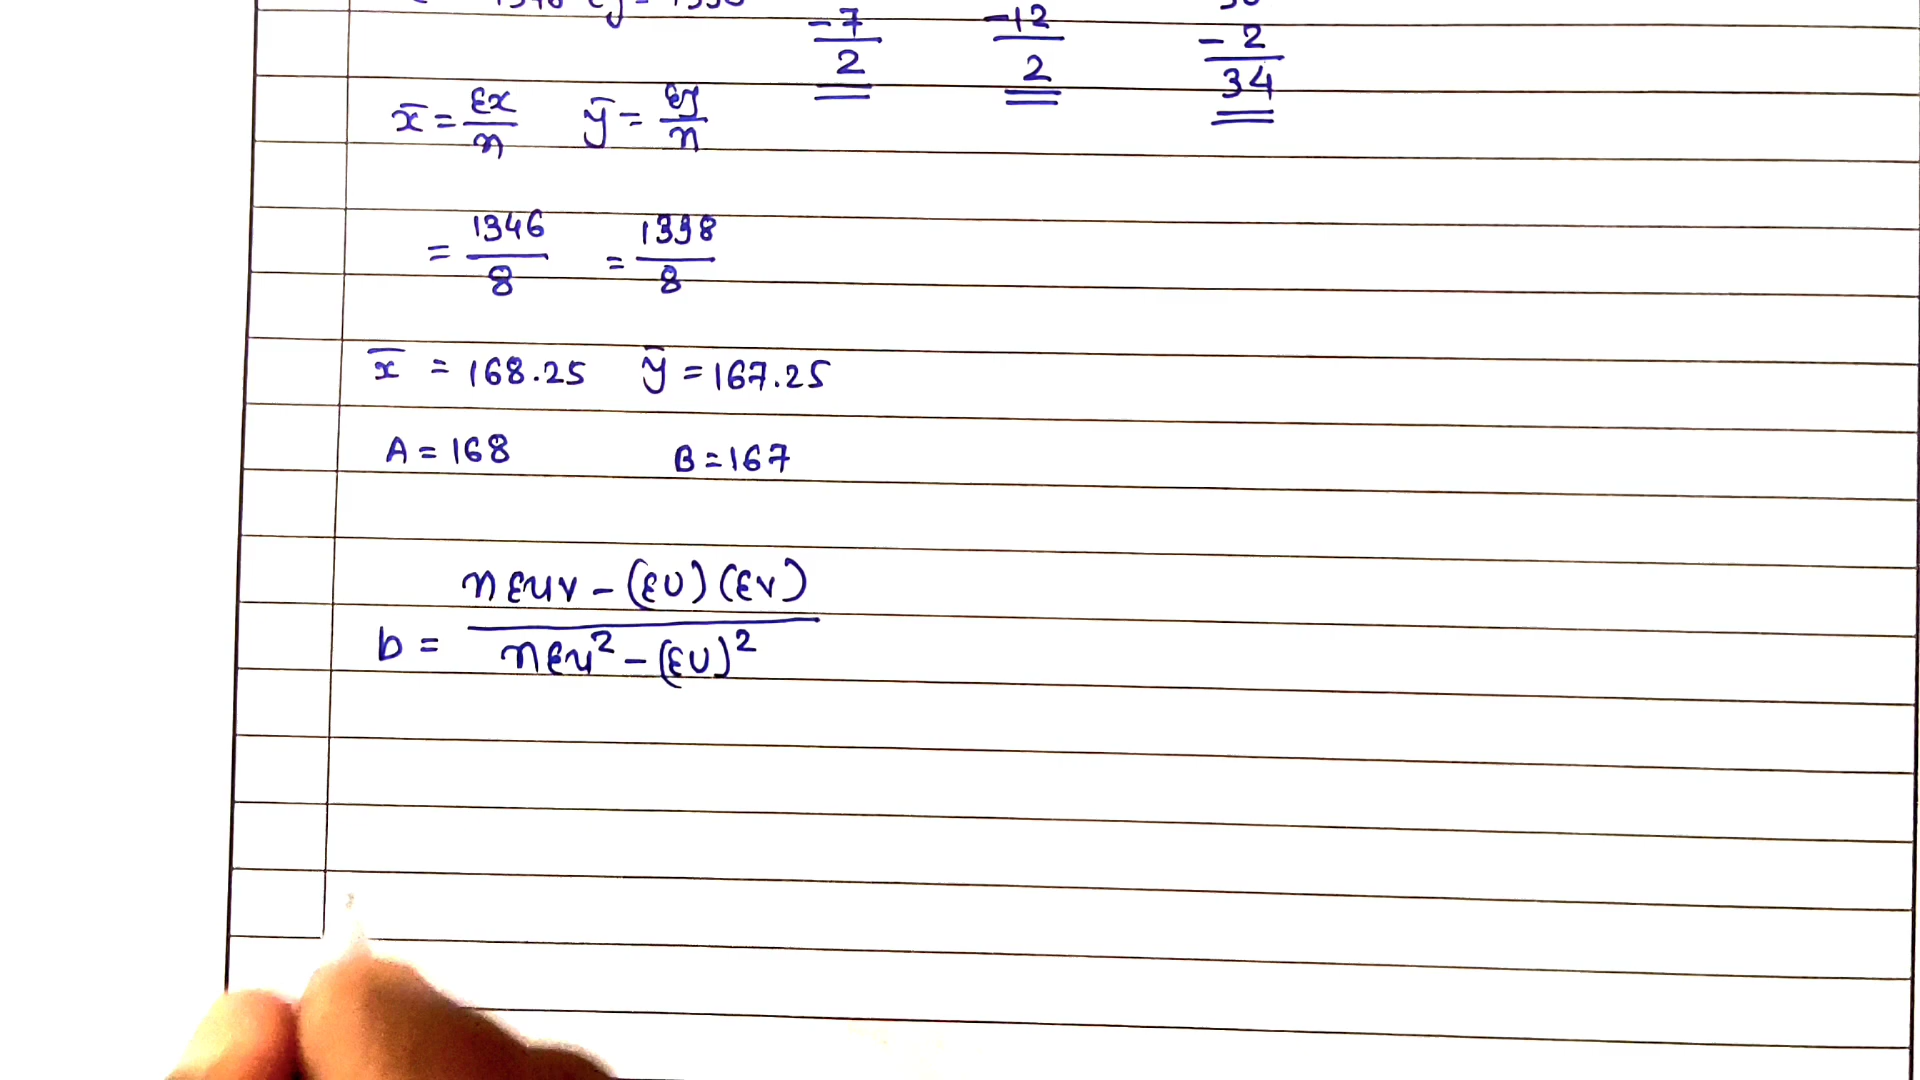 -7 -12 - 2
2 2 34
x̄ = Σx/n ȳ = Σy/n
= 1346/8 = 1338/8
x̄ = 168.25 ȳ = 167.25
A = 168 B = 167
b = nΣuv - (Σu)(Σv) / nΣu² - (Σu)²